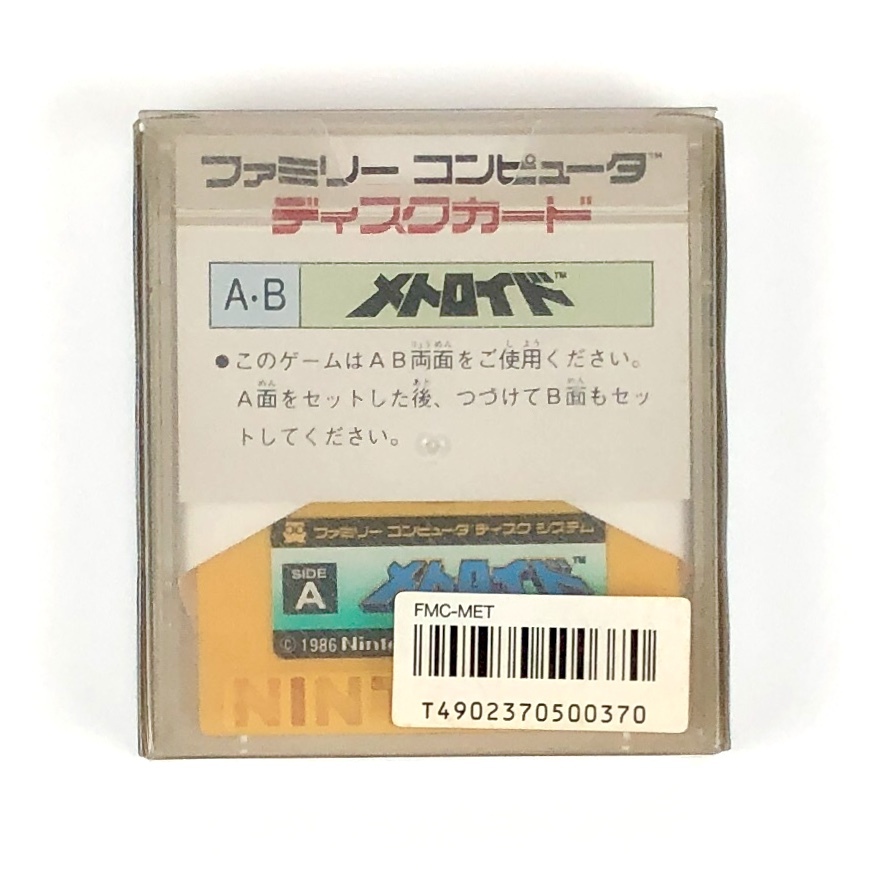 ファミリー コンピュータ™
ディスクカード
A・B メトロイド™
●このゲームはＡＢ両面をご使用ください。
Ａ面をセットした後、つづけてＢ面もセッ
トしてください。
ファミリー コンピュータ ディスク システム
SIDE
A
メトロイド™
© 1986
FMC-MET
T4902370500370